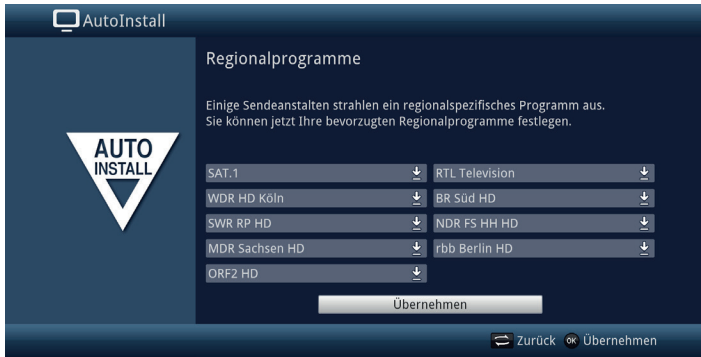 AutoInstall
Regionalprogramme
Einige Sendeanstalten strahlen ein regionalspezifisches Programm aus.
Sie können jetzt Ihre bevorzugten Regionalprogramme festlegen.
AUTO
INSTALL
SAT.1
RTL Television
WDR HD Köln
BR Süd HD
SWR RP HD
NDR FS HH HD
MDR Sachsen HD
rbb Berlin HD
ORF2 HD
Übernehmen
Zurück OK Übernehmen